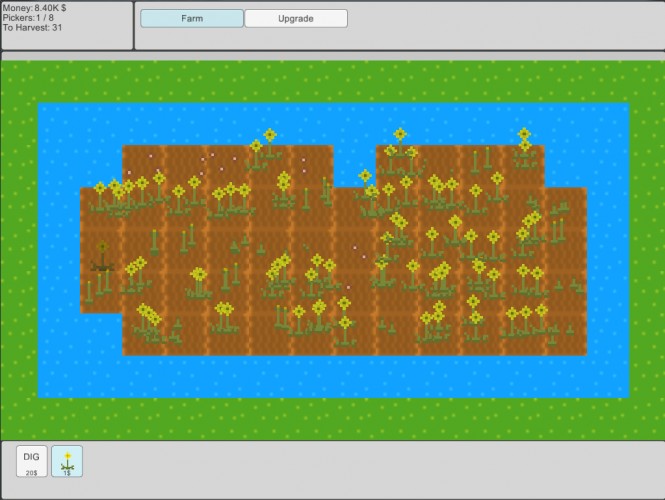 Money: 8.40K $
Pickers: 1 / 8
To Harvest: 31
Farm
Upgrade
DIG
20$
1$